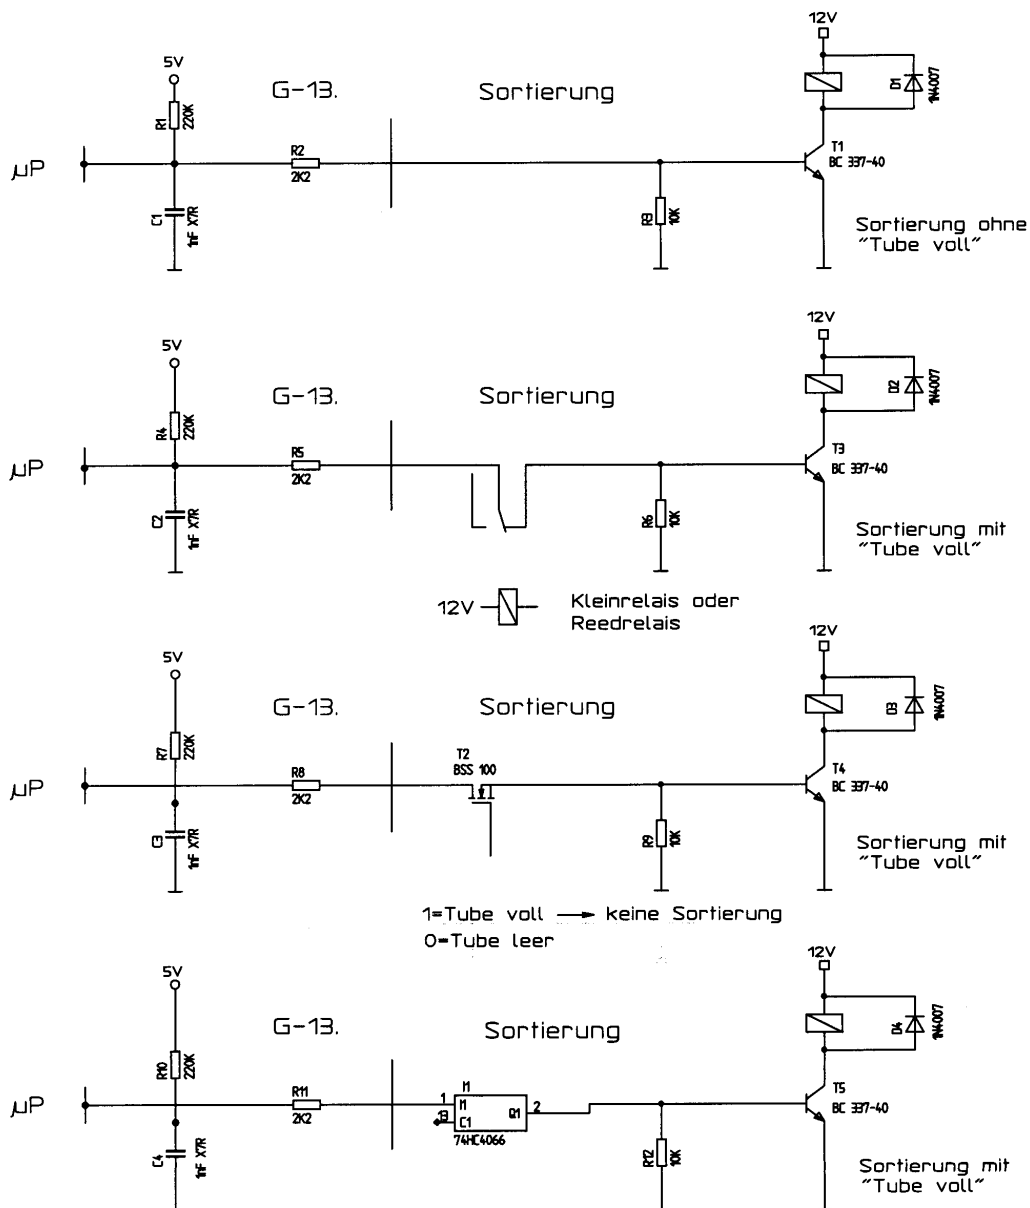 12V
5V
G-13.
Sortierung
R1
220K
D1
1N4007
µP
R2
2K2
T1
BC 337-40
C1
1nF X7R
R3
10K
Sortierung ohne
"Tube voll"
12V
5V
G-13.
Sortierung
R4
220K
D2
1N4007
µP
R5
2K2
T3
BC 337-40
C2
1nF X7R
R6
10K
Sortierung mit
"Tube voll"
12V
Kleinrelais oder
Reedrelais
12V
5V
G-13.
Sortierung
R7
220K
D3
1N4007
µP
R8
2K2
T2
BSS 100
T4
BC 337-40
C3
1nF X7R
R9
10K
Sortierung mit
"Tube voll"
1=Tube voll → keine Sortierung
0=Tube leer
12V
5V
G-13.
Sortierung
R10
220K
D4
1N4007
µP
R11
2K2
M
1
M
13
C1
Q1
2
74HC4066
T5
BC 337-40
C4
1nF X7R
R12
10K
Sortierung mit
"Tube voll"